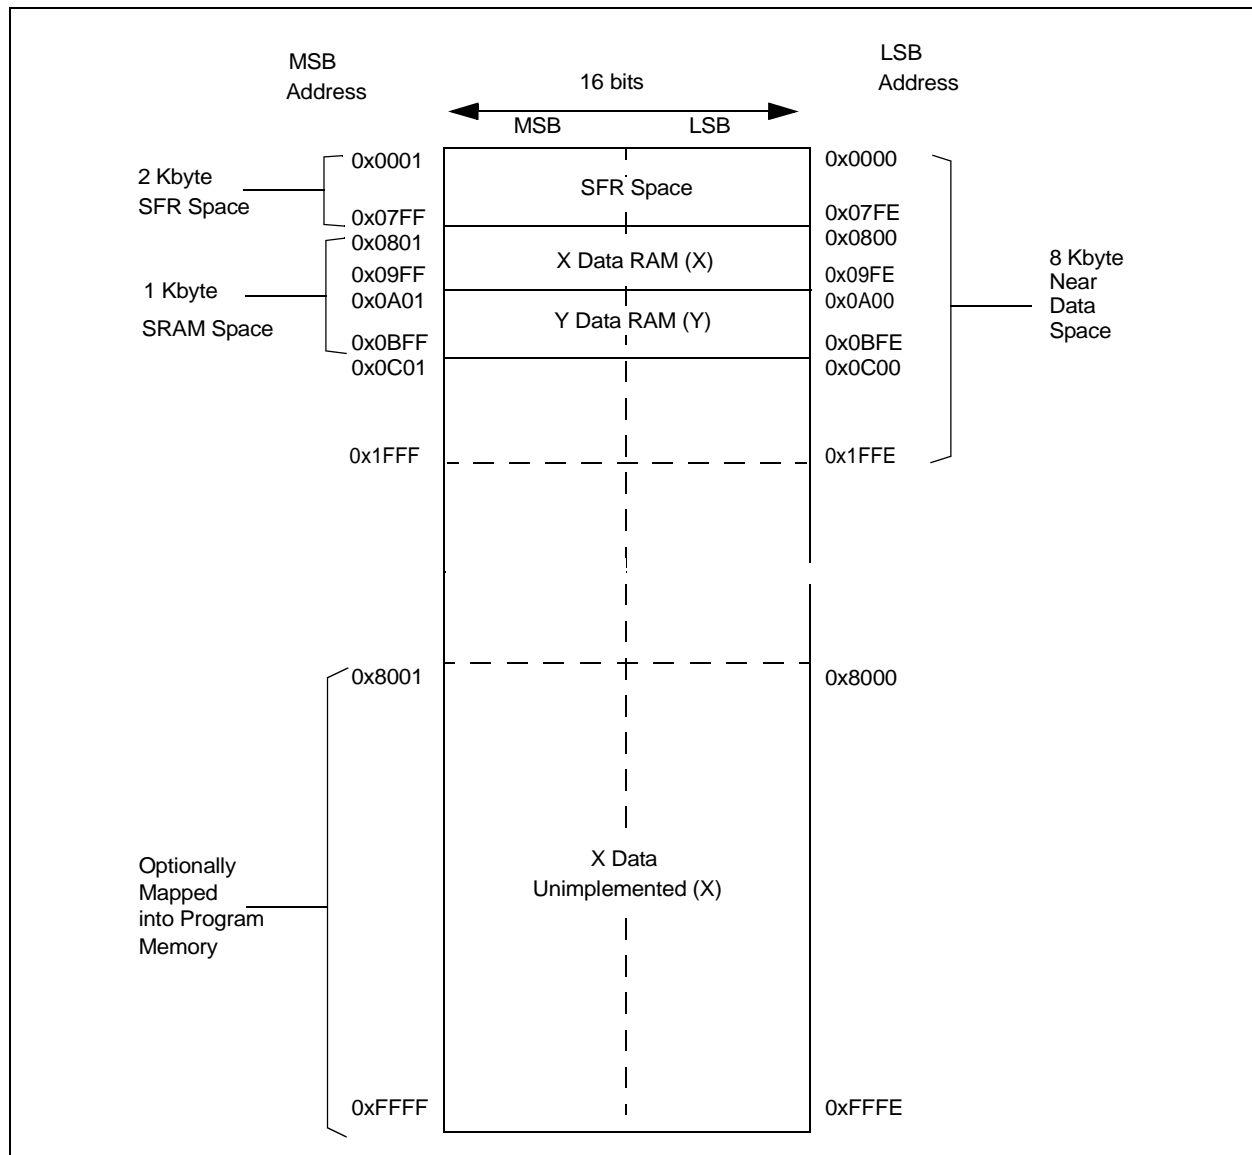 MSB
Address
LSB
Address
16 bits
MSB
LSB
0x0001
0x0000
2 Kbyte
SFR Space
SFR Space
0x07FF
0x07FE
0x0801
0x0800
X Data RAM (X)
0x09FF
0x09FE
1 Kbyte
SRAM Space
0x0A01
0x0A00
Y Data RAM (Y)
0x0BFF
0x0BFE
0x0C01
0x0C00
8 Kbyte
Near
Data
Space
0x1FFF
0x1FFE
0x8001
0x8000
Optionally
Mapped
into Program
Memory
X Data
Unimplemented (X)
0xFFFF
0xFFFE